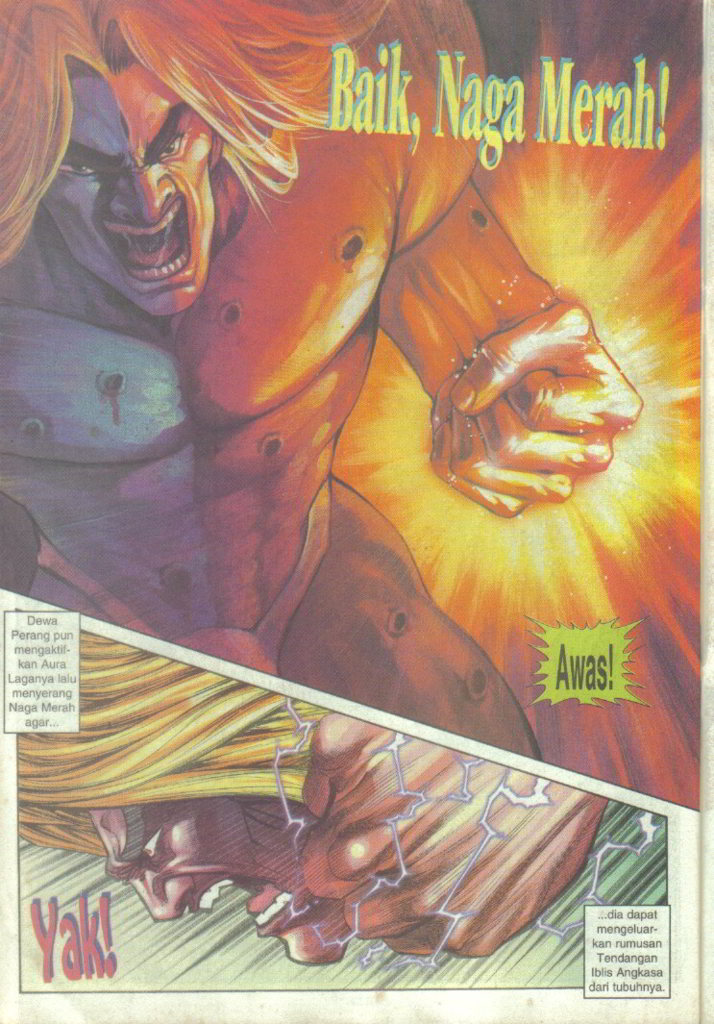 Baik, Naga Merah!
Awas!
Dewa
Perang pun
mengaktif-
kan Aura
Laganya lalu
menyerang
Naga Merah
agar...
Yak!
...dia dapat
mengeluar-
kan rumusan
Tendangan
Iblis Angkasa
dari tubuhnya.